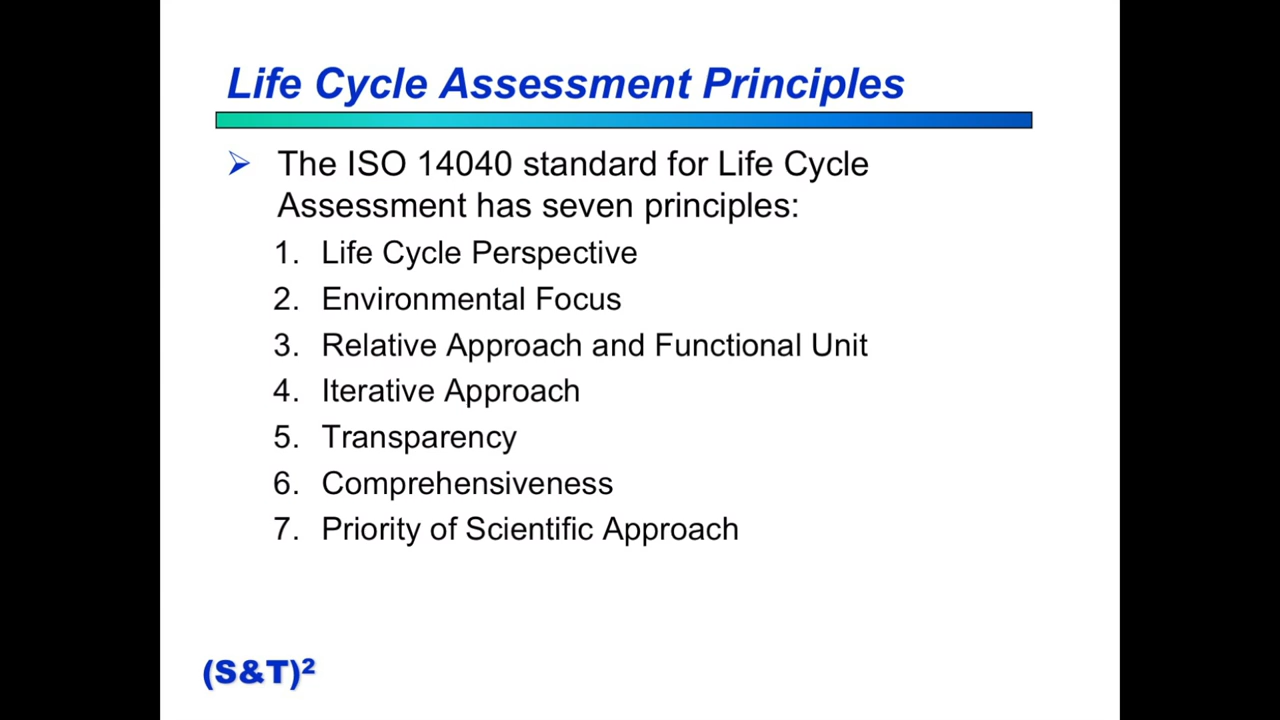 Life Cycle Assessment Principles
The ISO 14040 standard for Life Cycle
Assessment has seven principles:
1. Life Cycle Perspective
2. Environmental Focus
3. Relative Approach and Functional Unit
4. Iterative Approach
5. Transparency
6. Comprehensiveness
7. Priority of Scientific Approach
(S&T)²